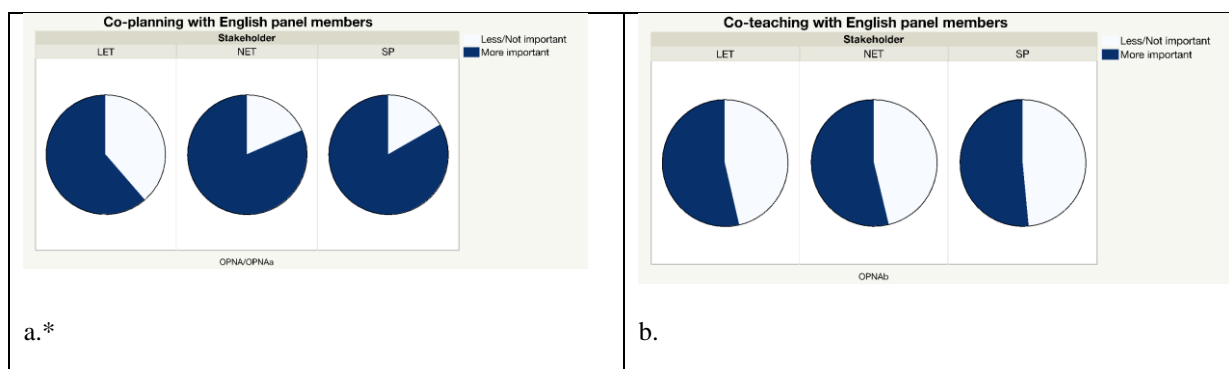 Co-planning with English panel members
Stakeholder
LET NET SP
Less/Not important
More important
OPNA/OPNAa
a.*
Co-teaching with English panel members
Stakeholder
LET NET SP
Less/Not important
More important
OPNAb
b.